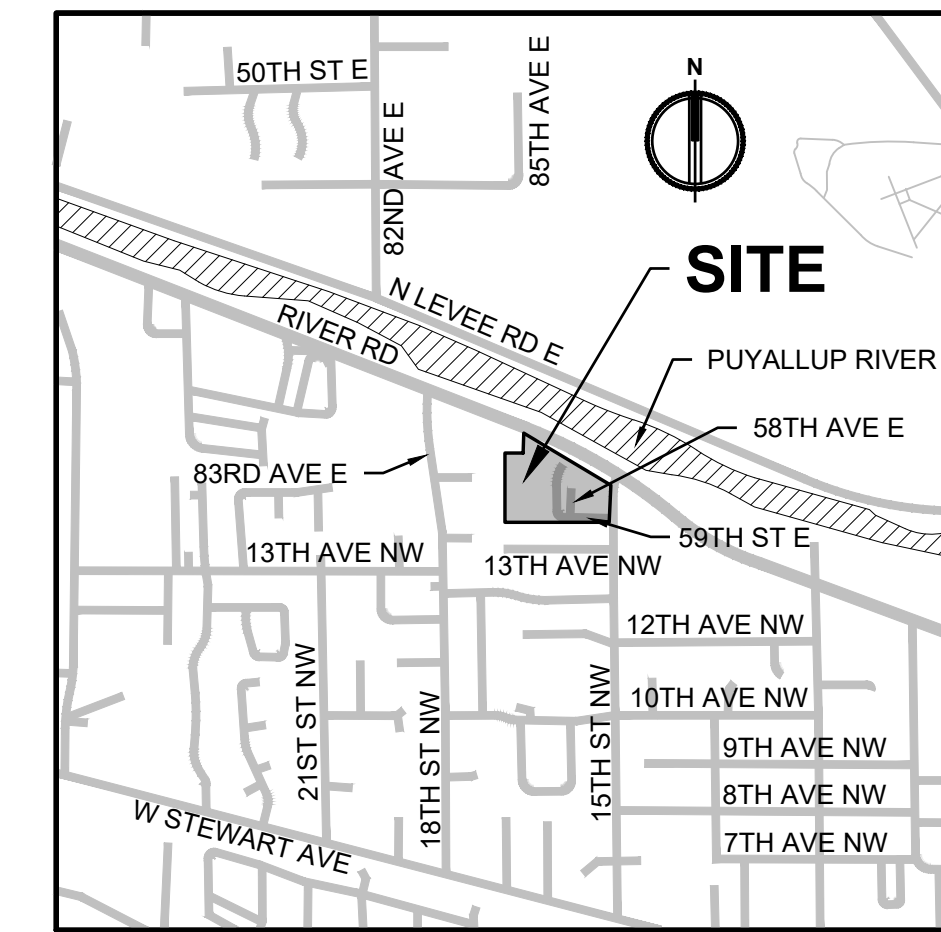 50TH ST E
82ND AVE E
85TH AVE E
N
SITE
N LEVEE RD E
RIVER RD
PUYALLUP RIVER
58TH AVE E
83RD AVE E
59TH ST E
13TH AVE NW
13TH AVE NW
12TH AVE NW
21ST ST NW
18TH ST NW
15TH ST NW
10TH AVE NW
9TH AVE NW
8TH AVE NW
7TH AVE NW
W STEWART AVE